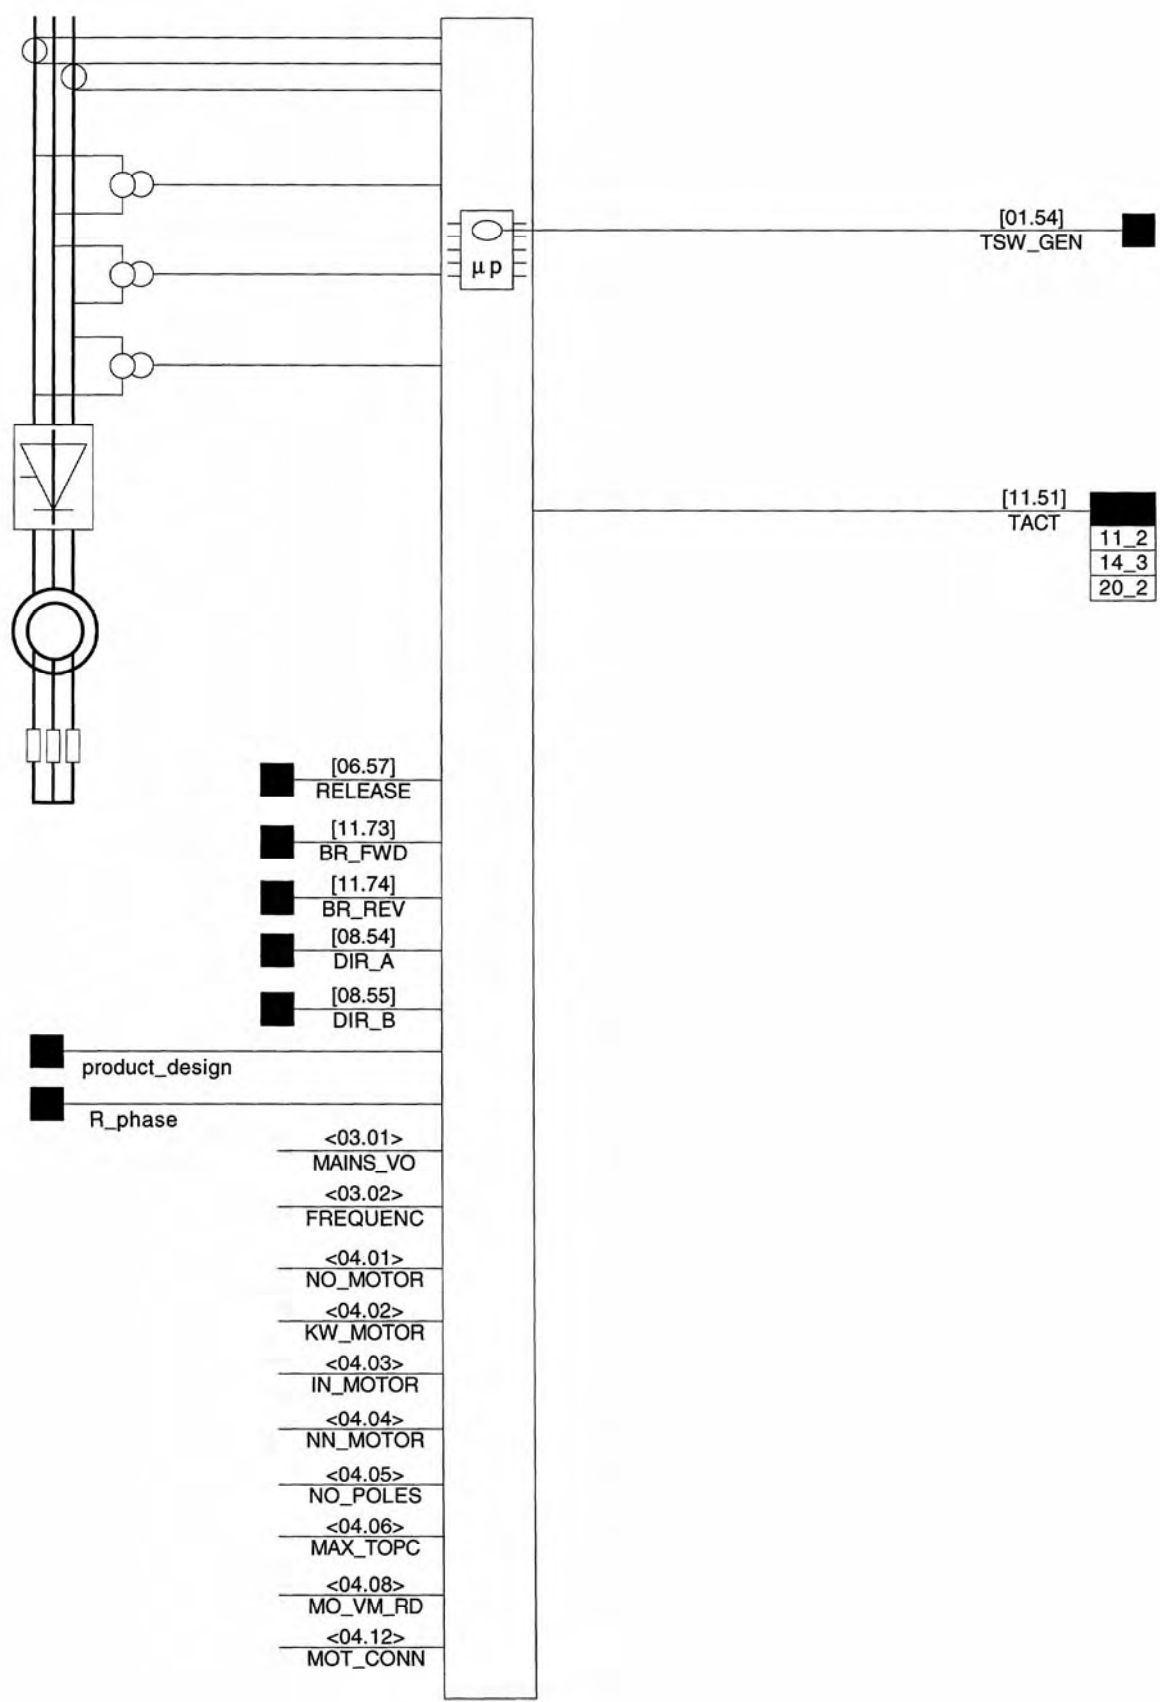 [01.54]
TSW_GEN
µp
[11.51]
TACT
11_2
14_3
20_2
[06.57]
RELEASE
[11.73]
BR_FWD
[11.74]
BR_REV
[08.54]
DIR_A
[08.55]
DIR_B
product_design
R_phase
<03.01>
MAINS_VO
<03.02>
FREQUENC
<04.01>
NO_MOTOR
<04.02>
KW_MOTOR
<04.03>
IN_MOTOR
<04.04>
NN_MOTOR
<04.05>
NO_POLES
<04.06>
MAX_TOPC
<04.08>
MO_VM_RD
<04.12>
MOT_CONN